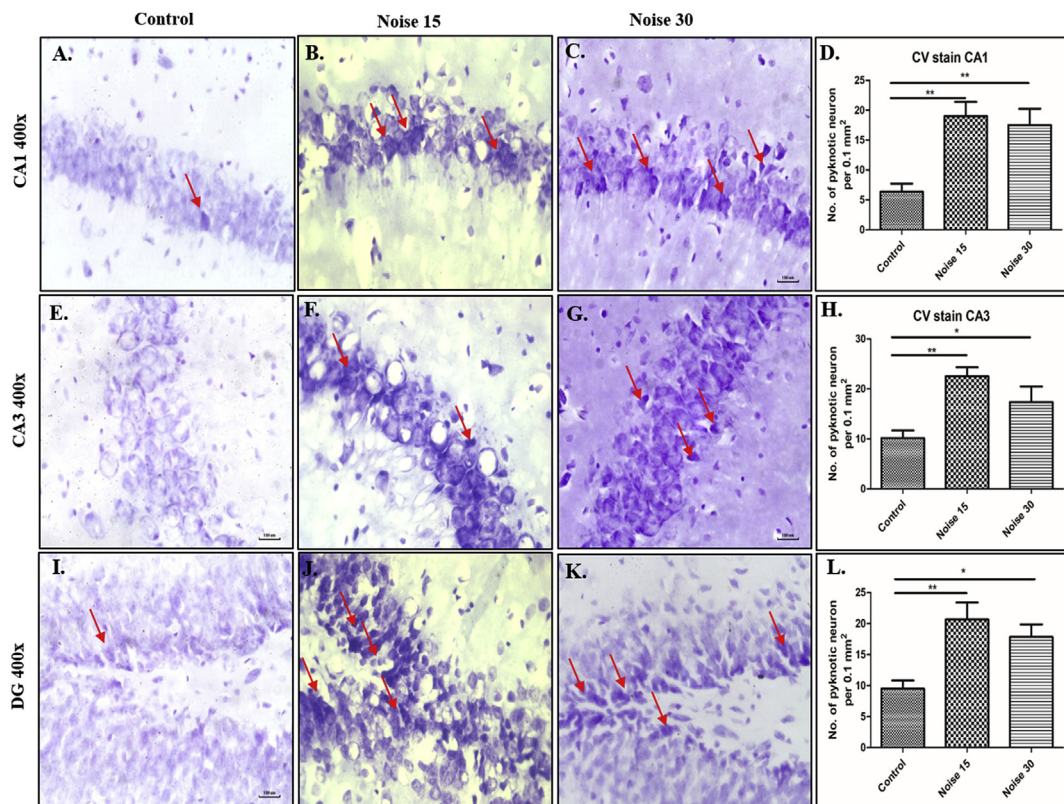 Control
Noise 15
Noise 30
CA1 400x
A.
B.
C.
D.
CV stain CA1
No. of pyknotic neuron
per 0.1 mm²
25
20
15
10
5
0
**
**
Control
Noise 15
Noise 30
CA3 400x
E.
F.
G.
H.
CV stain CA3
No. of pyknotic neuron
per 0.1 mm²
30
20
10
0
*
**
Control
Noise 15
Noise 30
DG 400x
I.
J.
K.
L.
No. of pyknotic neuron
per 0.1 mm²
25
20
15
10
5
0
*
**
Control
Noise 15
Noise 30